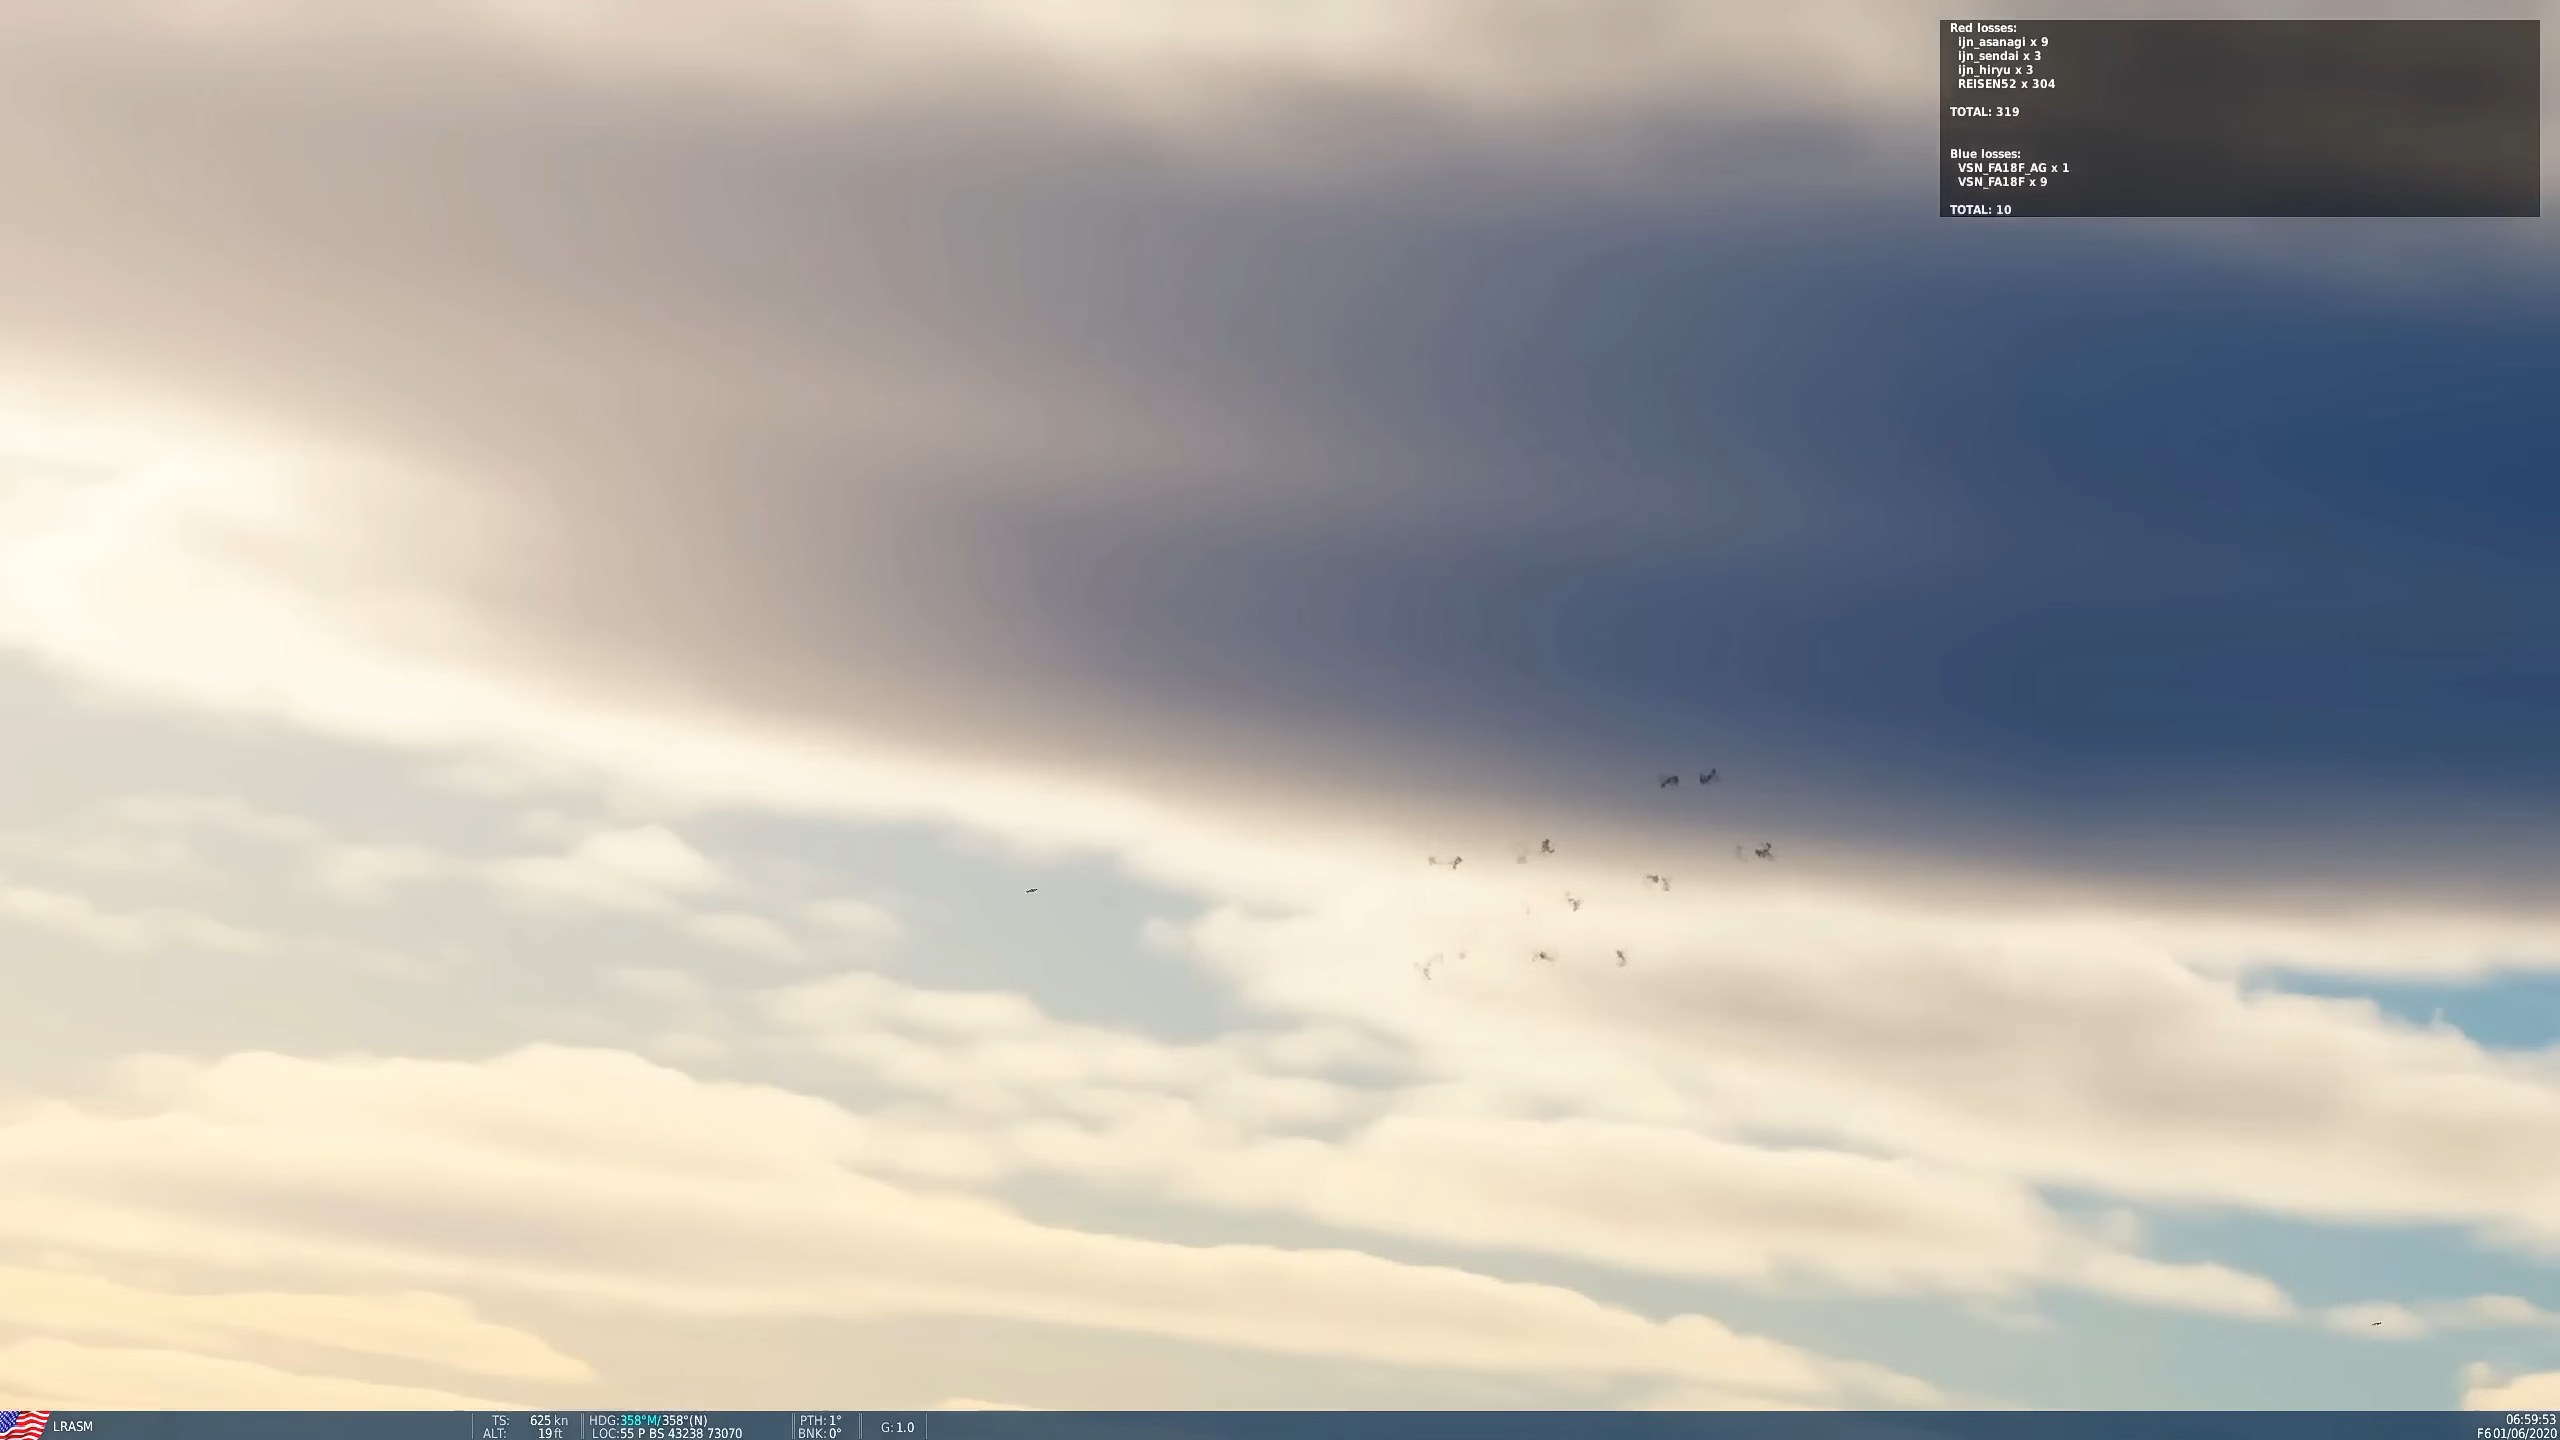 Red losses:
ijn_asanagi x 9
ijn_sendai x 3
ijn_hiryu x 3
REISEN52 x 304
TOTAL: 319
Blue losses:
VSN_FA18F_AG x 1
VSN_FA18F x 9
TOTAL: 10
LRASM
TS: 625 kn HDG:358°M/358°(N) PTH: 1° G: 1.0 06:59:53
ALT: 19 ft LOC:55 P BS 43238 73070 BNK: 0° F6 01/06/2020